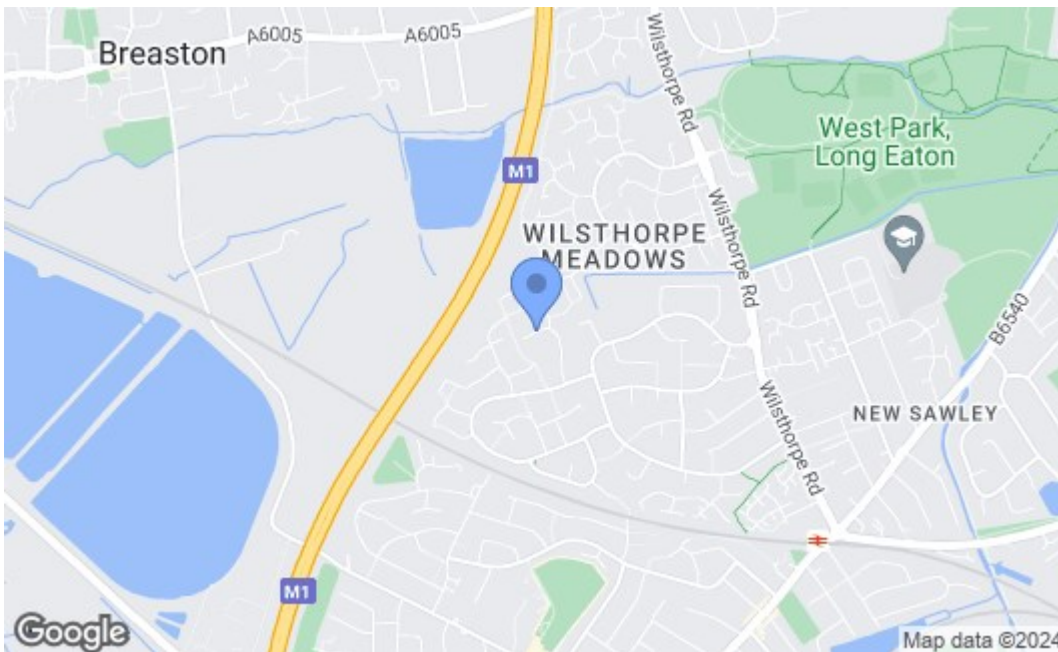 A6005
A6005
Breaston
Wilsthorpe Rd
West Park,
Long Eaton
M1
Wilsthorpe Rd
WILSTHORPE
MEADOWS
B6540
Wilsthorpe Rd
NEW SAWLEY
M1
Google
Map data ©2024